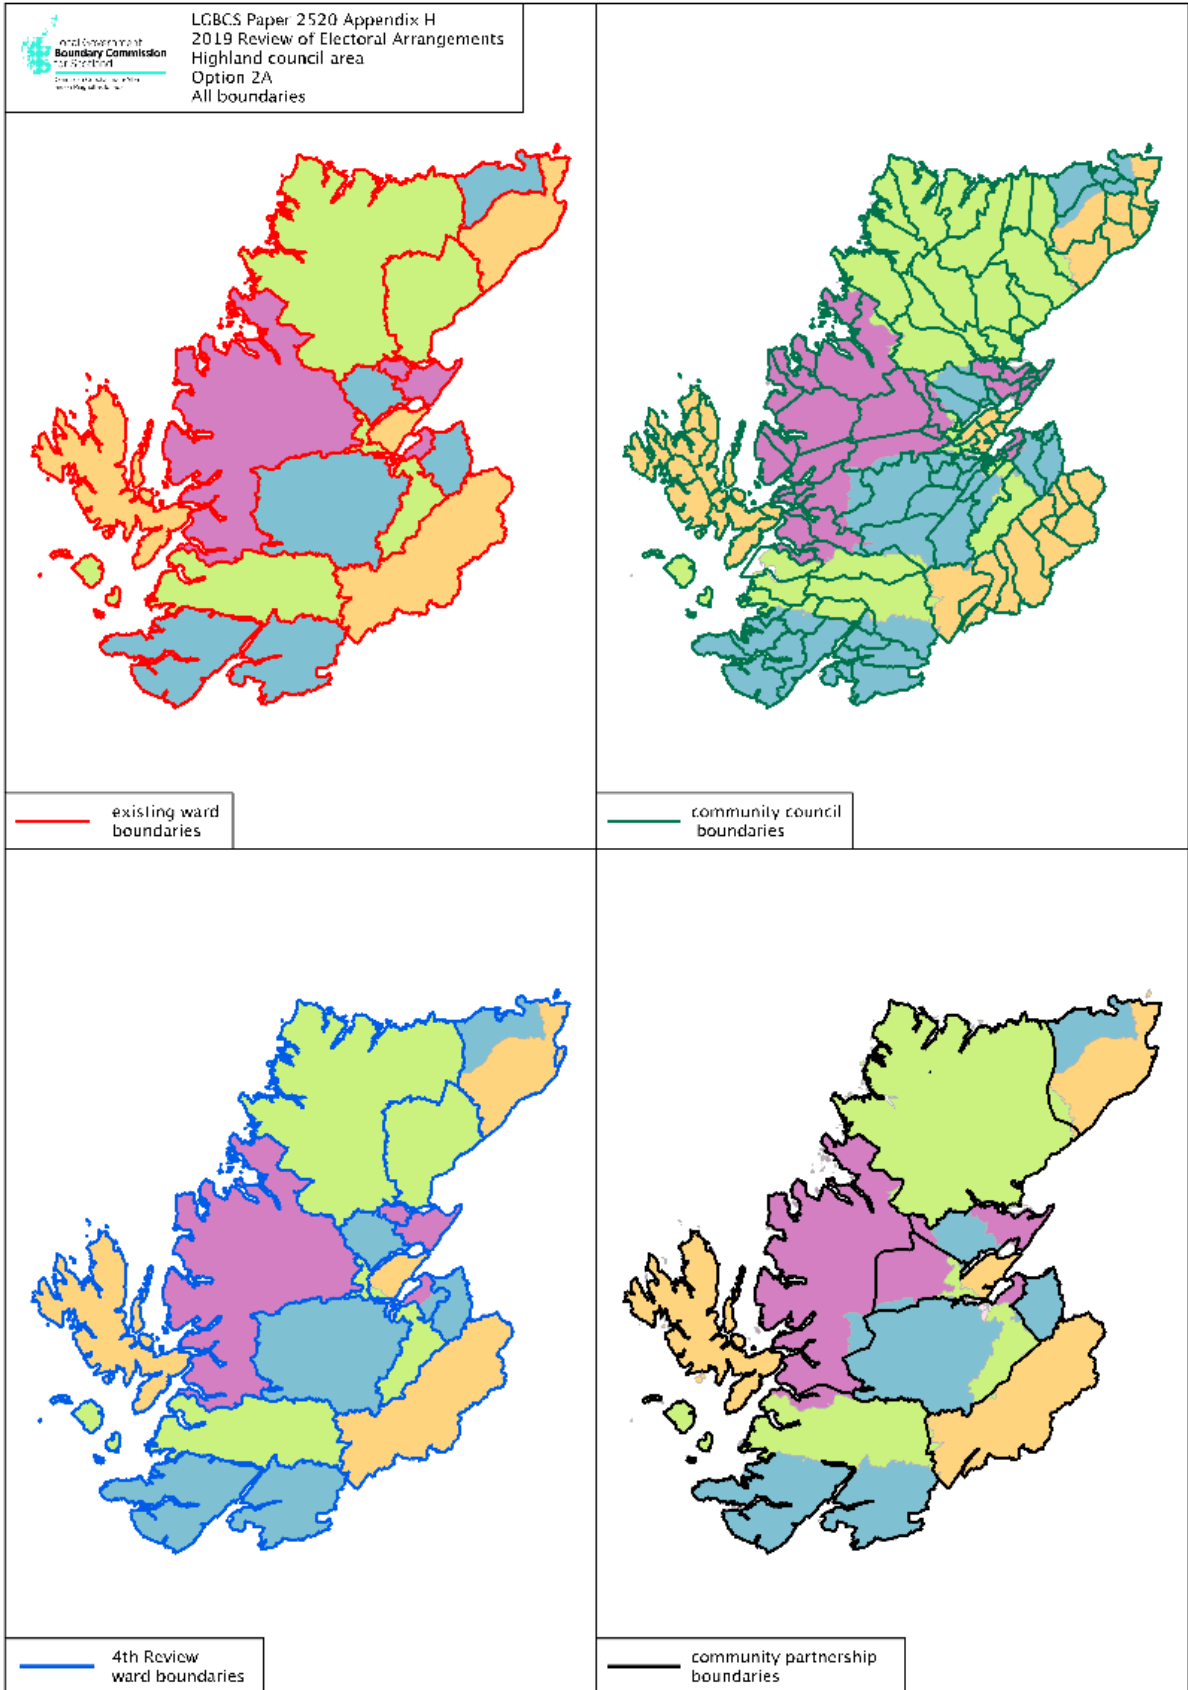 Local Government
Boundary Commission
for Scotland
LGBCS Paper 2520 Appendix H
2019 Review of Electoral Arrangements
Highland council area
Option 2A
All boundaries
existing ward
boundaries
community council
boundaries
4th Review
ward boundaries
community partnership
boundaries